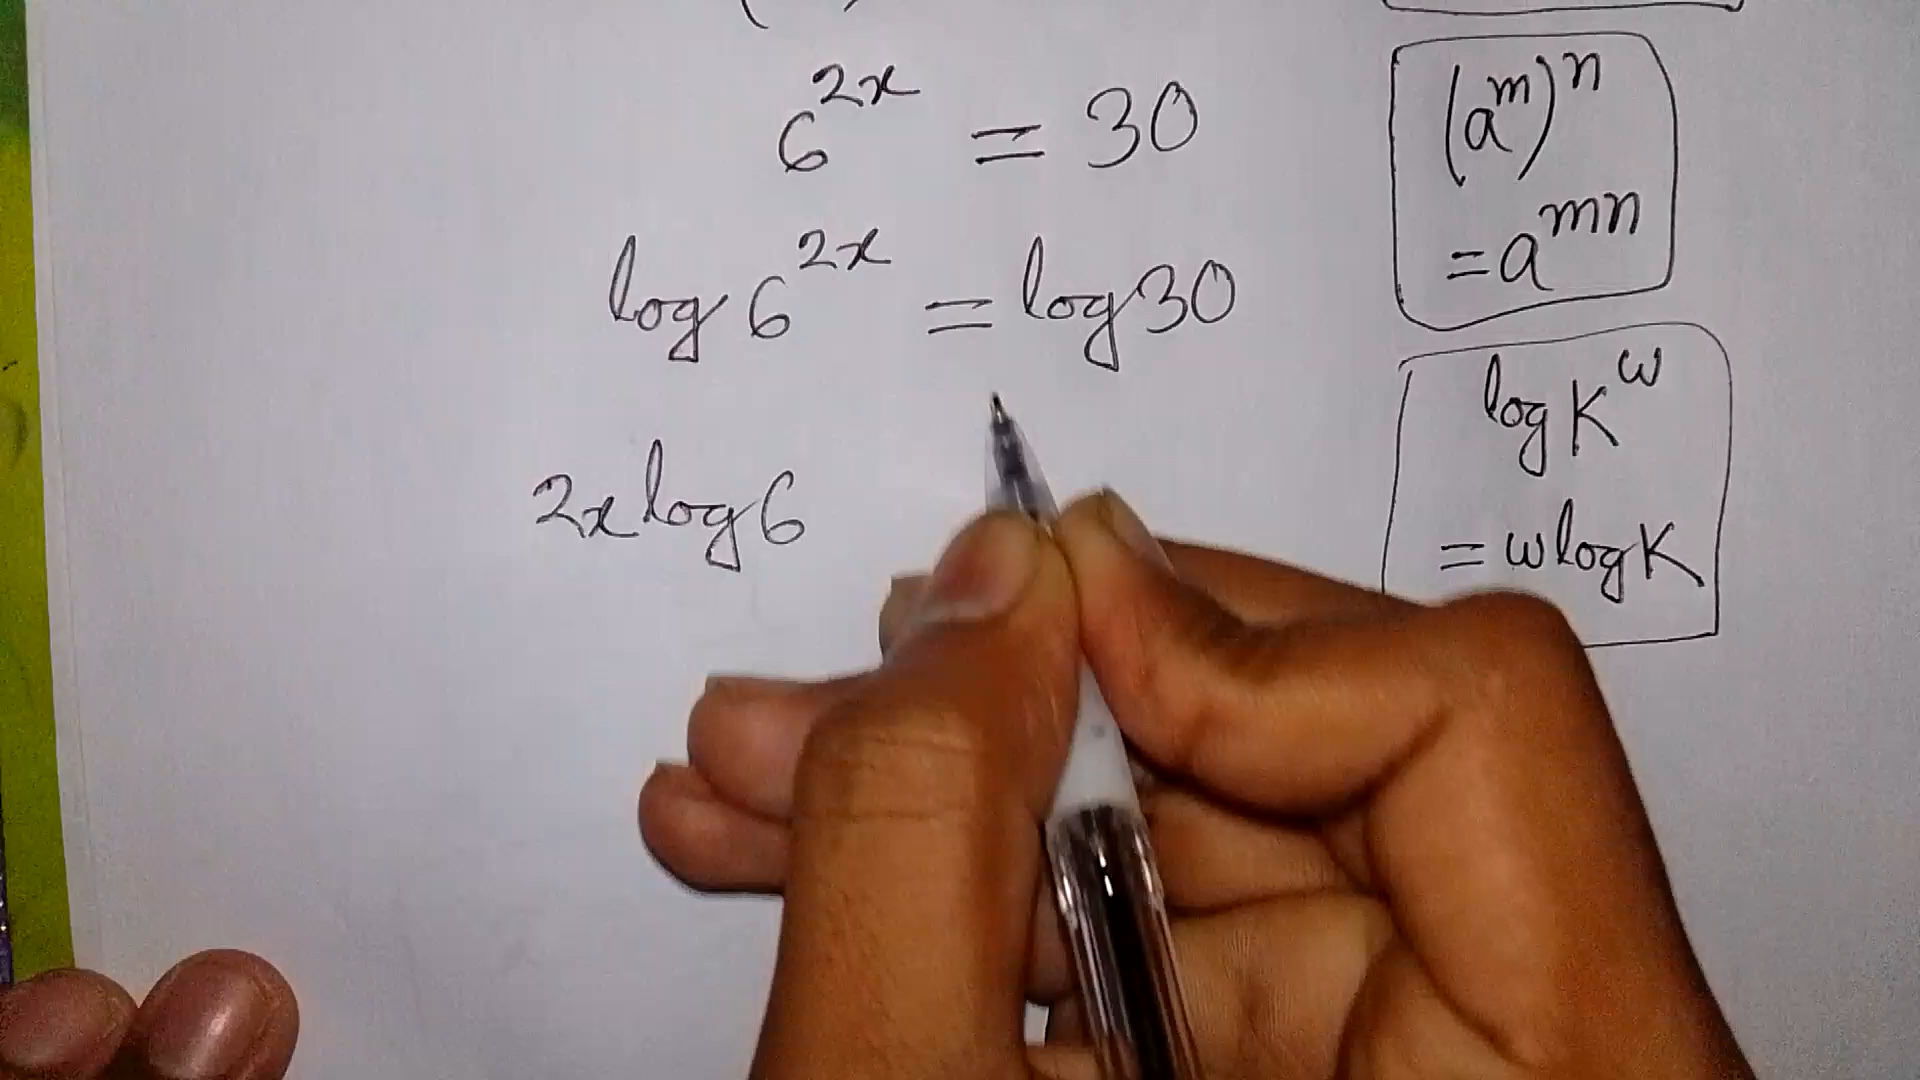 6^{2x} = 30
log 6^{2x} = log 30
2x log 6
(a^m)^n
= a^{mn}
log K^w
= w log K